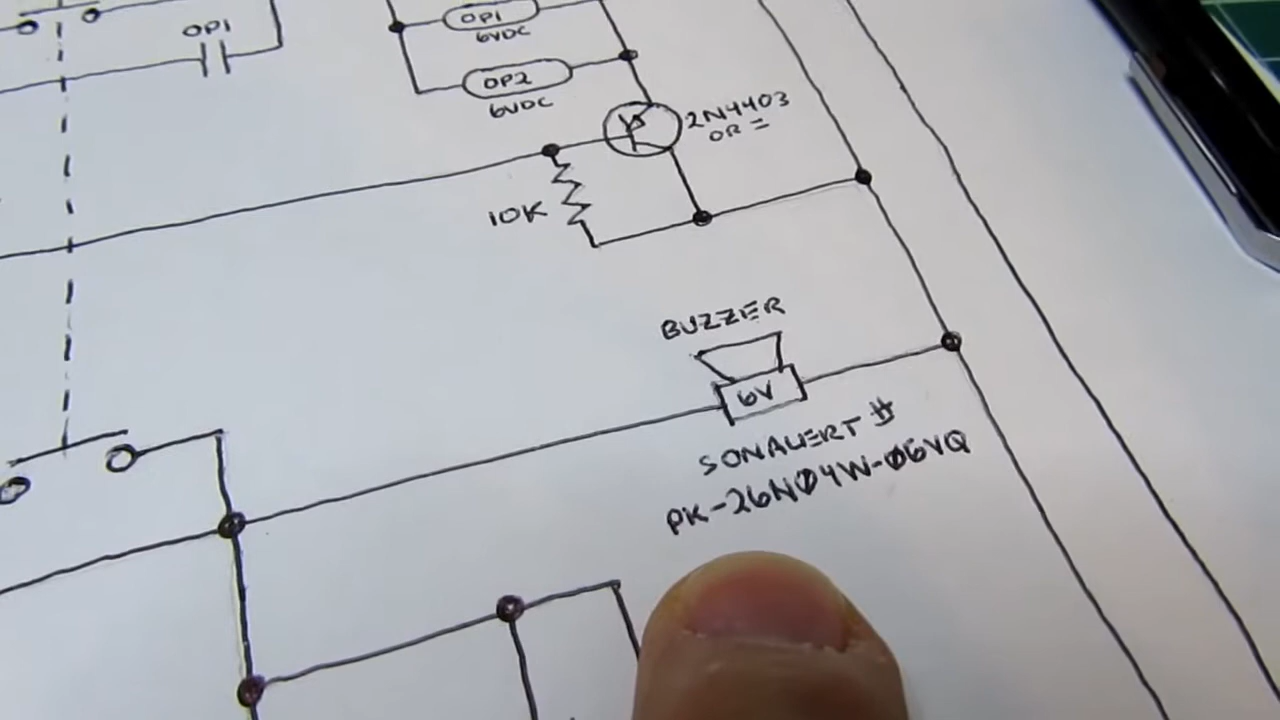 OP1
OP1
6VDC
OP2
6VDC
2N4403
OR =
10K
BUZZER
6V
SONALERT #
PK-26N04W-06VQ